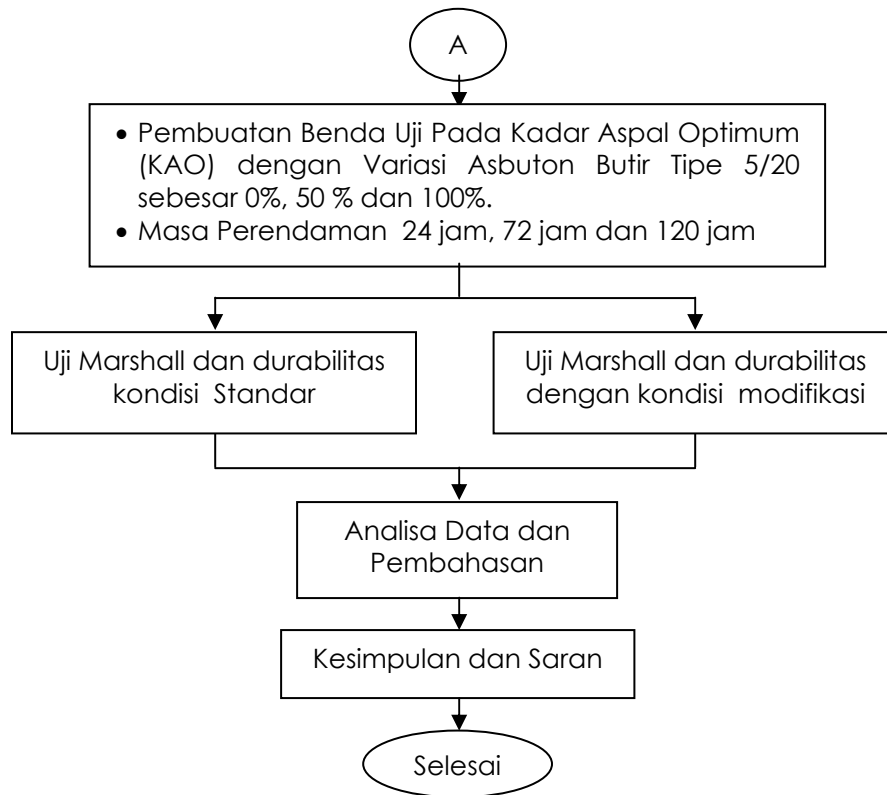 A
• Pembuatan Benda Uji Pada Kadar Aspal Optimum
(KAO) dengan Variasi Asbuton Butir Tipe 5/20
sebesar 0%, 50 % dan 100%.
• Masa Perendaman 24 jam, 72 jam dan 120 jam
Uji Marshall dan durabilitas
kondisi Standar
Uji Marshall dan durabilitas
dengan kondisi modifikasi
Analisa Data dan
Pembahasan
Kesimpulan dan Saran
Selesai